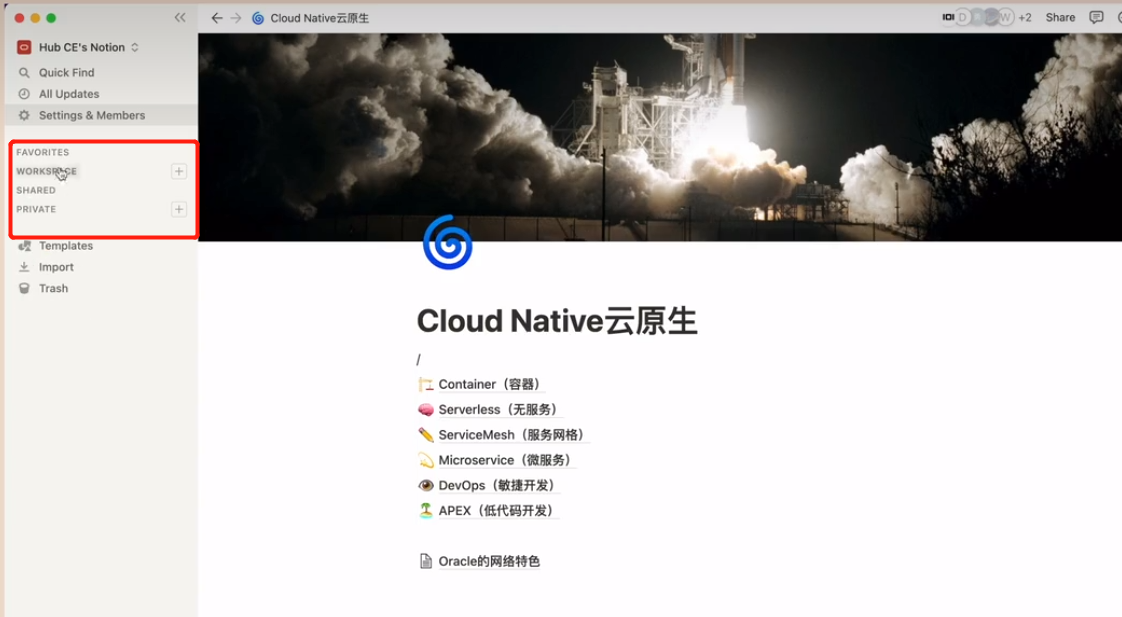 Cloud Native云原生
+2
Share
Hub CE's Notion
Quick Find
All Updates
Settings & Members
FAVORITES
WORKSPACE
SHARED
PRIVATE
Templates
Import
Trash
Cloud Native云原生
/
Container（容器）
Serverless（无服务）
ServiceMesh（服务网格）
Microservice（微服务）
DevOps（敏捷开发）
APEX（低代码开发）
Oracle的网络特色